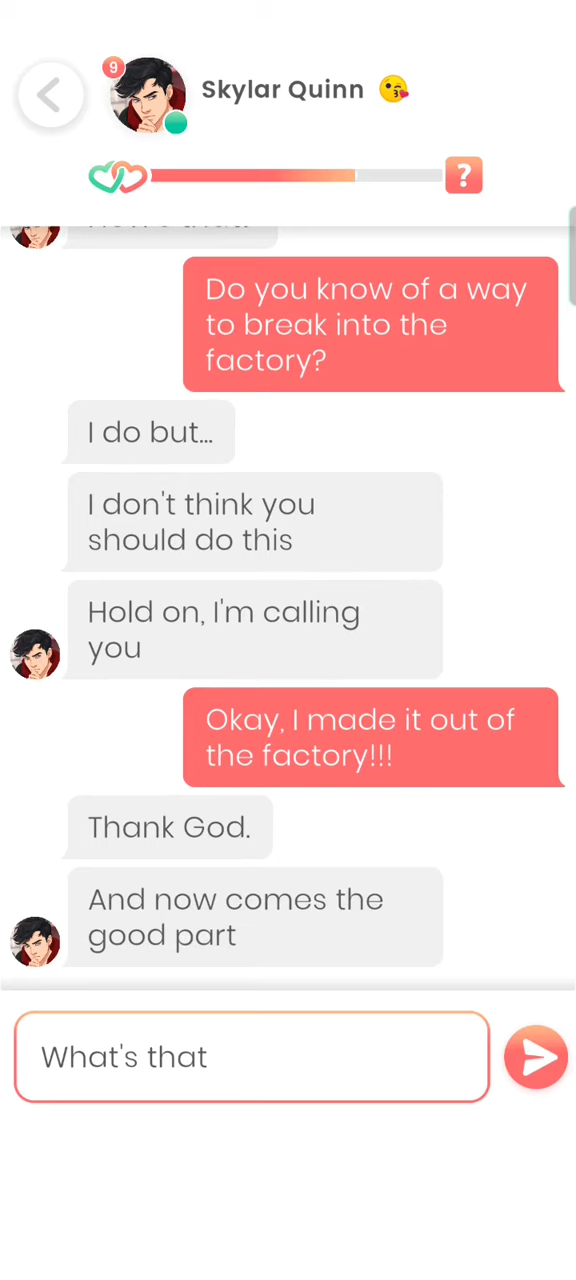 9
Skylar Quinn 😘
?
Do you know of a way
to break into the
factory?
I do but...
I don't think you
should do this
Hold on, I'm calling
you
Okay, I made it out of
the factory!!!
Thank God.
And now comes the
good part
What's that